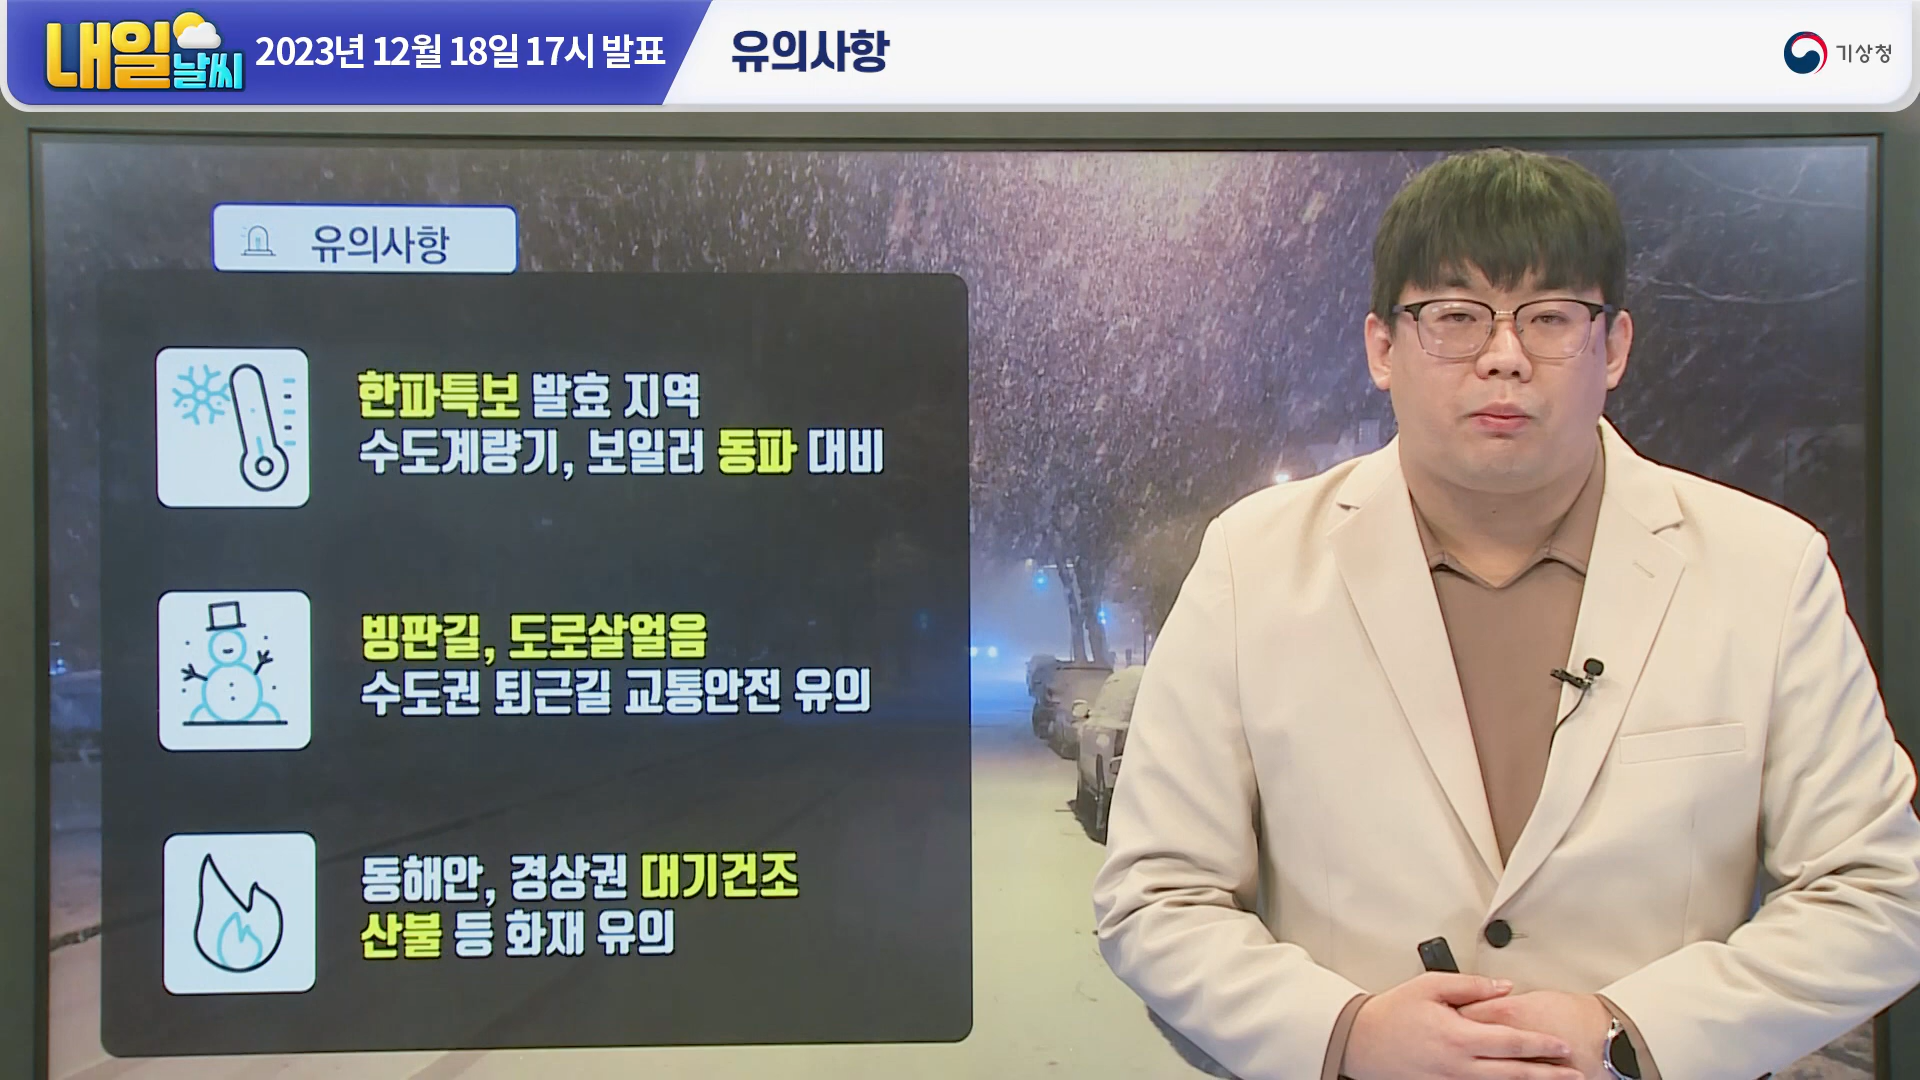 내일
날씨
2023년 12월 18일 17시 발표
유의사항
기상청
유의사항
한파특보 발효 지역
수도계량기, 보일러 동파 대비
빙판길, 도로살얼음
수도권 퇴근길 교통안전 유의
동해안, 경상권 대기건조
산불 등 화재 유의